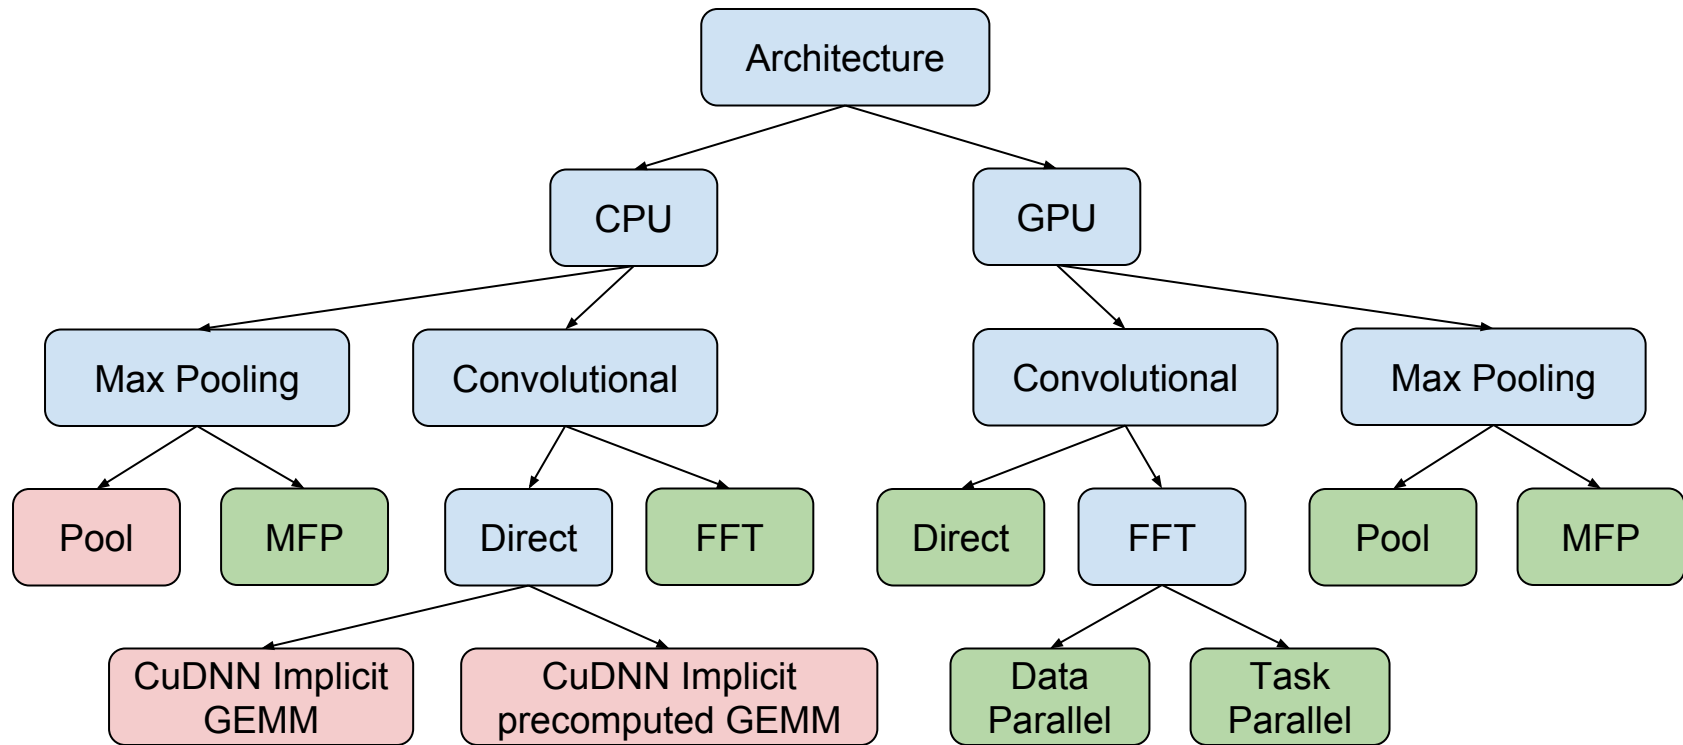 Architecture
CPU
GPU
Max Pooling
Convolutional
Convolutional
Max Pooling
Pool
MFP
Direct
FFT
Direct
FFT
Pool
MFP
CuDNN Implicit
GEMM
CuDNN Implicit
precomputed GEMM
Data
Parallel
Task
Parallel